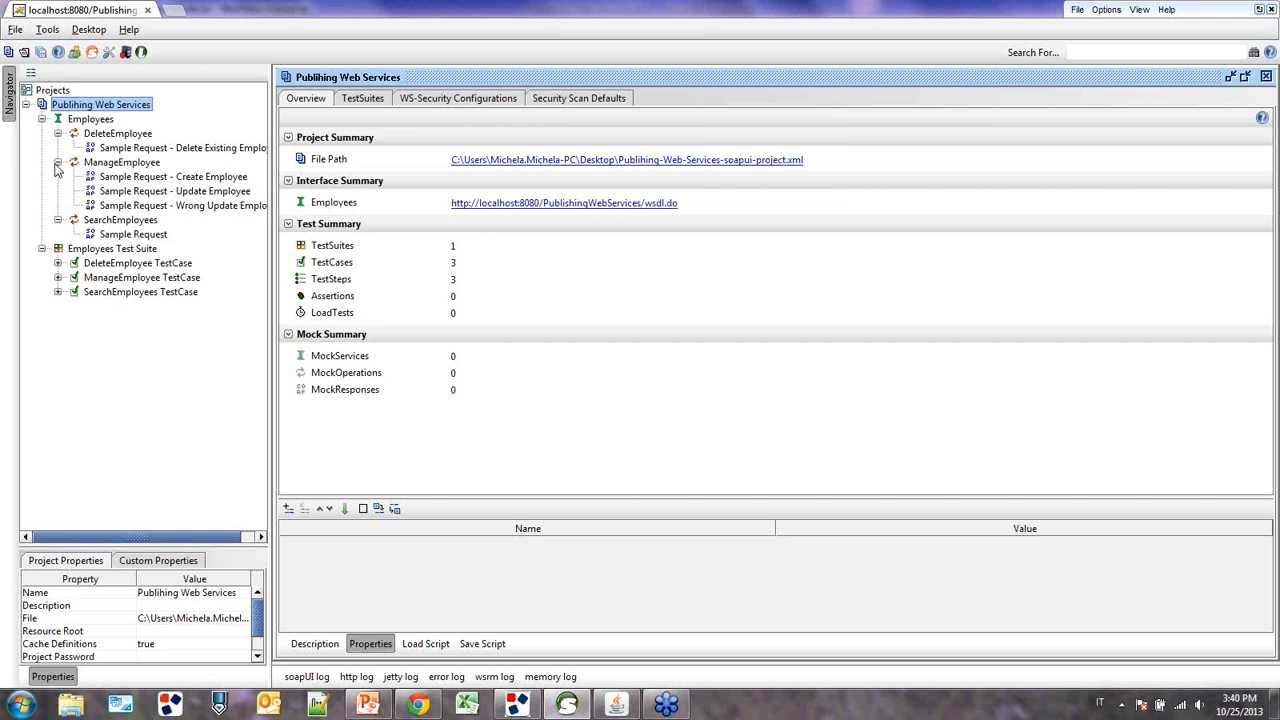 localhost:8080/Publishing
File Options View Help
File Tools Desktop Help
Search For...
Navigator
Projects
Publihing Web Services
Employees
DeleteEmployee
Sample Request - Delete Existing Emplo
ManageEmployee
Sample Request - Create Employee
Sample Request - Update Employee
Sample Request - Wrong Update Emplo
SearchEmployees
Sample Request
Employees Test Suite
DeleteEmployee TestCase
ManageEmployee TestCase
SearchEmployees TestCase
Project Properties Custom Properties
Property Value
Name Publihing Web Services
Description
File C:\Users\Michela.Michel...
Resource Root
Cache Definitions true
Project Password
Properties
Publihing Web Services
Overview TestSuites WS-Security Configurations Security Scan Defaults
Project Summary
File Path C:\Users\Michela.Michela-PC\Desktop\Publihing-Web-Services-soapui-project.xml
Interface Summary
Employees http://localhost:8080/PublishingWebServices/wsdl.do
Test Summary
TestSuites 1
TestCases 3
TestSteps 3
Assertions 0
LoadTests 0
Mock Summary
MockServices 0
MockOperations 0
MockResponses 0
Name Value
Description Properties Load Script Save Script
soapUI log http log jetty log error log wsrm log memory log
IT 3:40 PM
10/25/2013